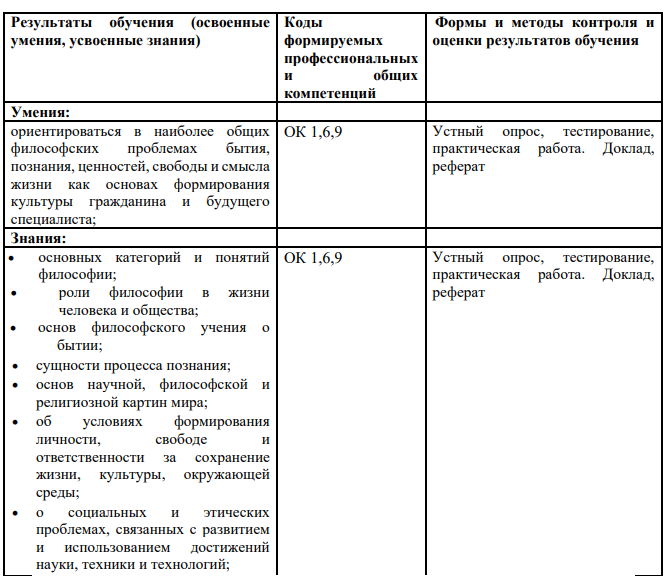 Результаты обучения (освоенные
умения, усвоенные знания)
Коды
формируемых
профессиональных
и общих
компетенций
Формы и методы контроля и
оценки результатов обучения
Умения:
ориентироваться в наиболее общих
философских проблемах бытия,
познания, ценностей, свободы и смысла
жизни как основах формирования
культуры гражданина и будущего
специалиста;
ОК 1,6,9
Устный опрос, тестирование,
практическая работа. Доклад,
реферат
Знания:
• основных категорий и понятий
философии;
• роли философии в жизни
человека и общества;
• основ философского учения о
бытии;
• сущности процесса познания;
• основ научной, философской и
религиозной картин мира;
• об условиях формирования
личности, свободе и
ответственности за сохранение
жизни, культуры, окружающей
среды;
• о социальных и этических
проблемах, связанных с развитием
и использованием достижений
науки, техники и технологий;
ОК 1,6,9
Устный опрос, тестирование,
практическая работа. Доклад,
реферат